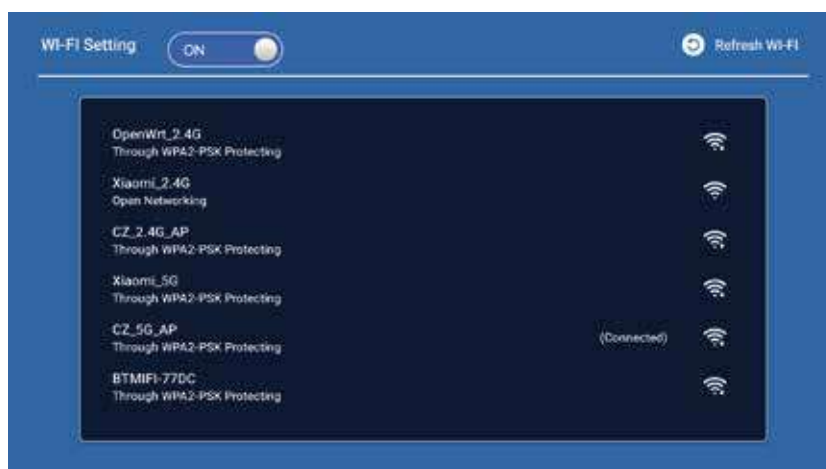 WI-FI Setting
ON
Refresh WI-FI
OpenWrt_2.4G
Through WPA2-PSK Protecting
Xiaomi_2.4G
Open Networking
CZ_2.4G_AP
Through WPA2-PSK Protecting
Xiaomi_5G
Through WPA2-PSK Protecting
CZ_5G_AP
Through WPA2-PSK Protecting
(Connected)
BTMIFI-77DC
Through WPA2-PSK Protecting